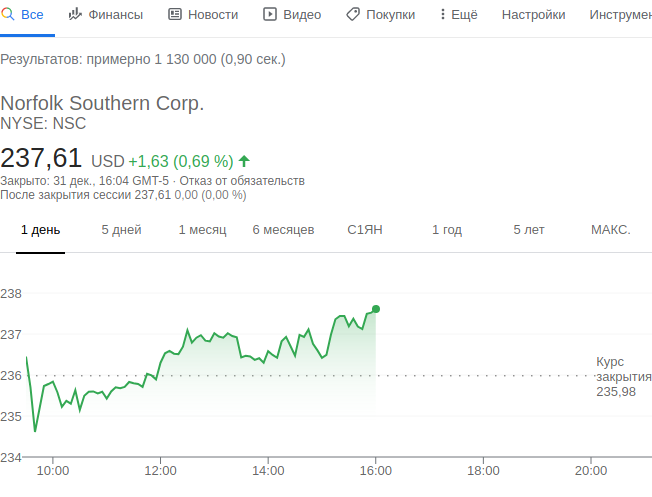 Все Финансы Новости Видео Покупки Ещё Настройки Инструмен
Результатов: примерно 1 130 000 (0,90 сек.)
Norfolk Southern Corp.
NYSE: NSC
237,61 USD +1,63 (0,69 %)
Закрыто: 31 дек., 16:04 GMT-5 · Отказ от обязательств
После закрытия сессии 237,61 0,00 (0,00 %)
1 день 5 дней 1 месяц 6 месяцев С1ЯН 1 год 5 лет МАКС.
238
237
236
235
234
Курс
закрытия
235,98
10:00 12:00 14:00 16:00 18:00 20:00